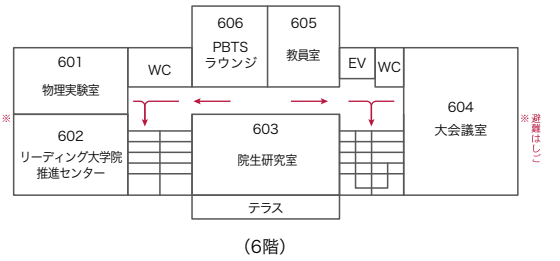 606
PBTS
ラウンジ
605
教員室
601
物理実験室
WC
EV
WC
604
大会議室
※
602
リーディング大学院
推進センター
603
院生研究室
テラス
※避難はしご
（6階）